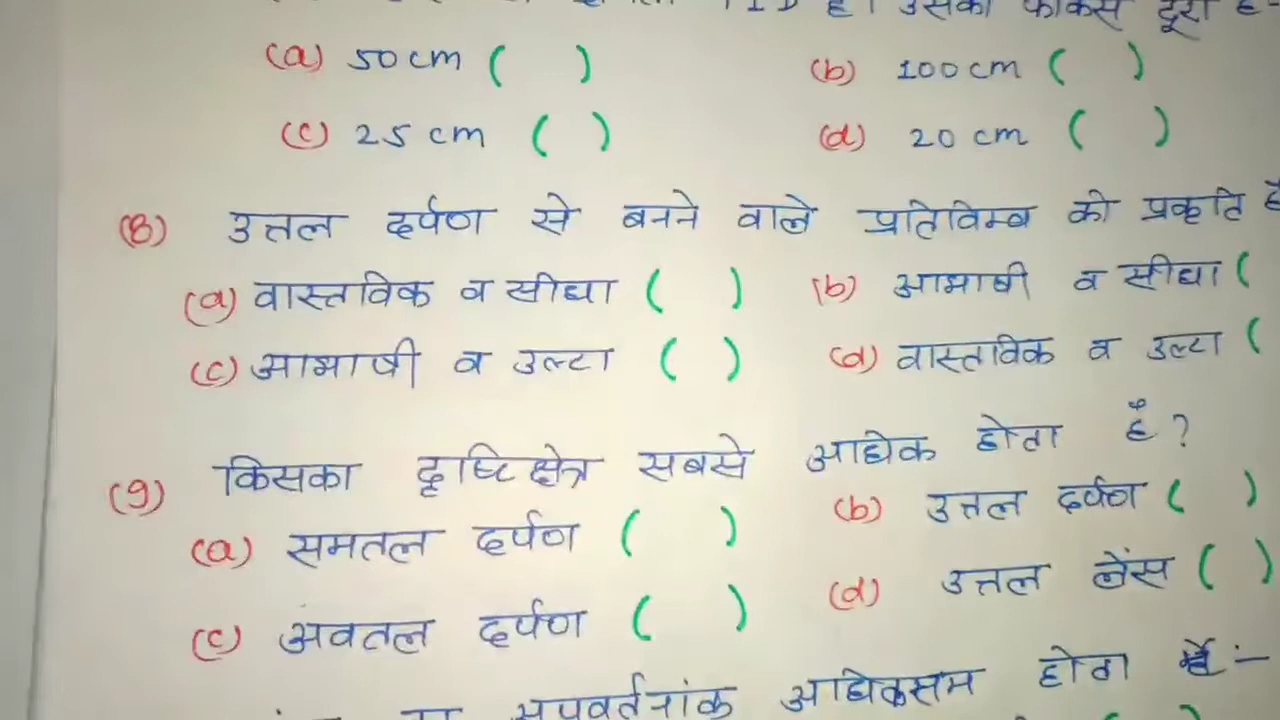 है। उसकी फोकस दूरी है-
(a) 50 cm ( ) (b) 100 cm ( )
(c) 25 cm ( ) (d) 20 cm ( )
(8) उत्तल दर्पण से बनने वाले प्रतिविम्ब की प्रकृति है
(a) वास्तविक व सीधा ( ) (b) आभाषी व सीधा (
(c) आभाषी व उल्टा ( ) (d) वास्तविक व उल्टा (
(9) किसका दृष्टिक्षेत्र सबसे अधिक होता है ?
(a) समतल दर्पण ( ) (b) उत्तल दर्पण ( )
(c) अवतल दर्पण ( ) (d) उत्तल लेंस ( )
अपवर्तनांक अधिकतम होता है :-